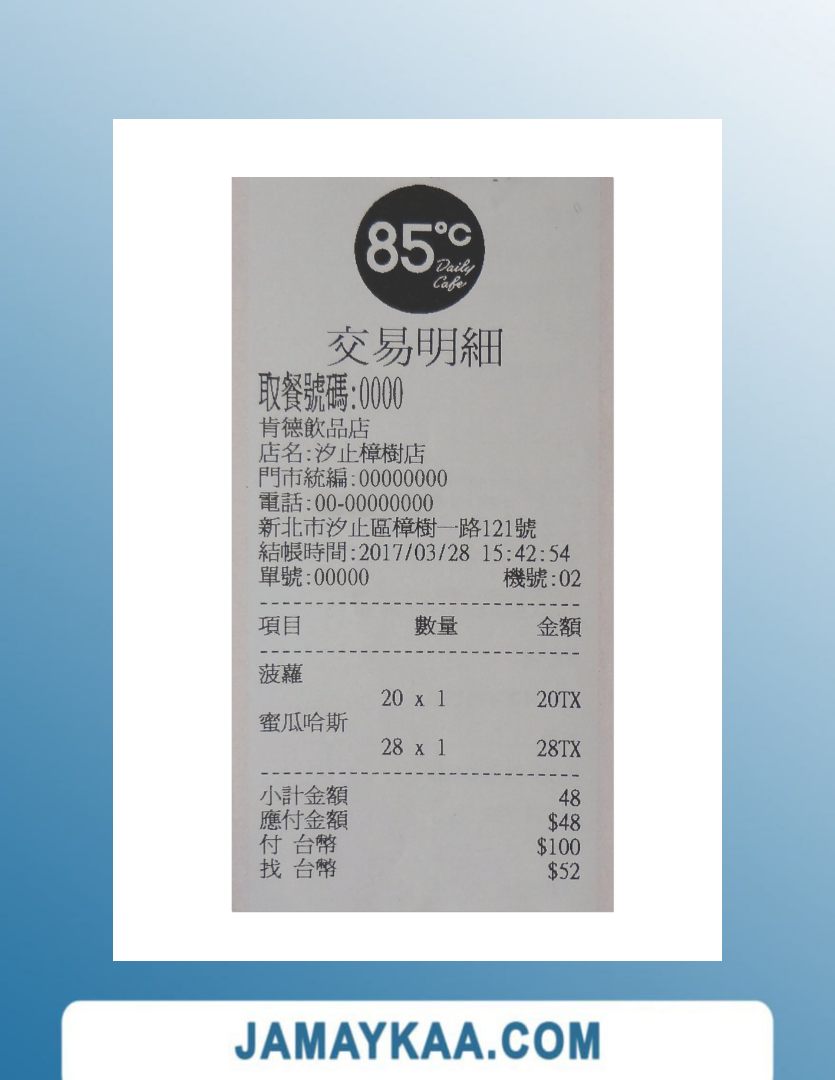 85°C
Daily
Cafe
交易明細
取餐號碼:0000
肯德飲品店
店名:汐止樟樹店
門市統編:00000000
電話:00-00000000
新北市汐止區樟樹一路121號
結帳時間:2017/03/28 15:42:54
單號:00000 機號:02
項目 數量 金額
菠蘿
20 x 1 20TX
蜜瓜哈斯
28 x 1 28TX
小計金額 48
應付金額 $48
付 台幣 $100
找 台幣 $52
JAMAYKAA.COM